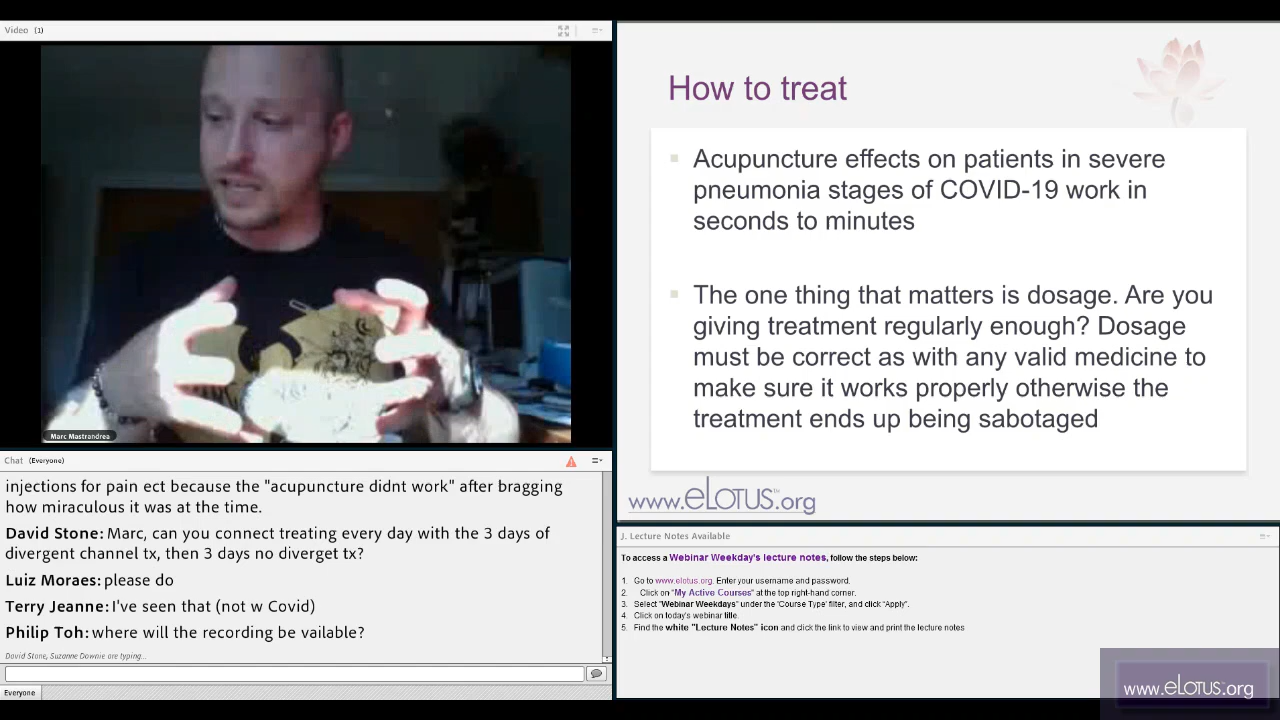 Video (1)
Marc Mastrandrea
Chat (Everyone)
injections for pain ect because the "acupuncture didnt work" after bragging
how miraculous it was at the time.
David Stone: Marc, can you connect treating every day with the 3 days of
divergent channel tx, then 3 days no diverget tx?
Luiz Moraes: please do
Terry Jeanne: I've seen that (not w Covid)
Philip Toh: where will the recording be vailable?
David Stone, Suzanne Downie are typing...
Everyone
How to treat
Acupuncture effects on patients in severe
pneumonia stages of COVID-19 work in
seconds to minutes
The one thing that matters is dosage. Are you
giving treatment regularly enough? Dosage
must be correct as with any valid medicine to
make sure it works properly otherwise the
treatment ends up being sabotaged
www.eLOTUS.org
J. Lecture Notes Available
To access a Webinar Weekday's lecture notes, follow the steps below:
1. Go to www.elotus.org. Enter your username and password.
2. Click on "My Active Courses" at the top right-hand corner.
3. Select "Webinar Weekdays" under the 'Course Type' filter, and click "Apply".
4. Click on today's webinar title.
5. Find the white "Lecture Notes" icon and click the link to view and print the lecture notes
www.eLOTUS.org